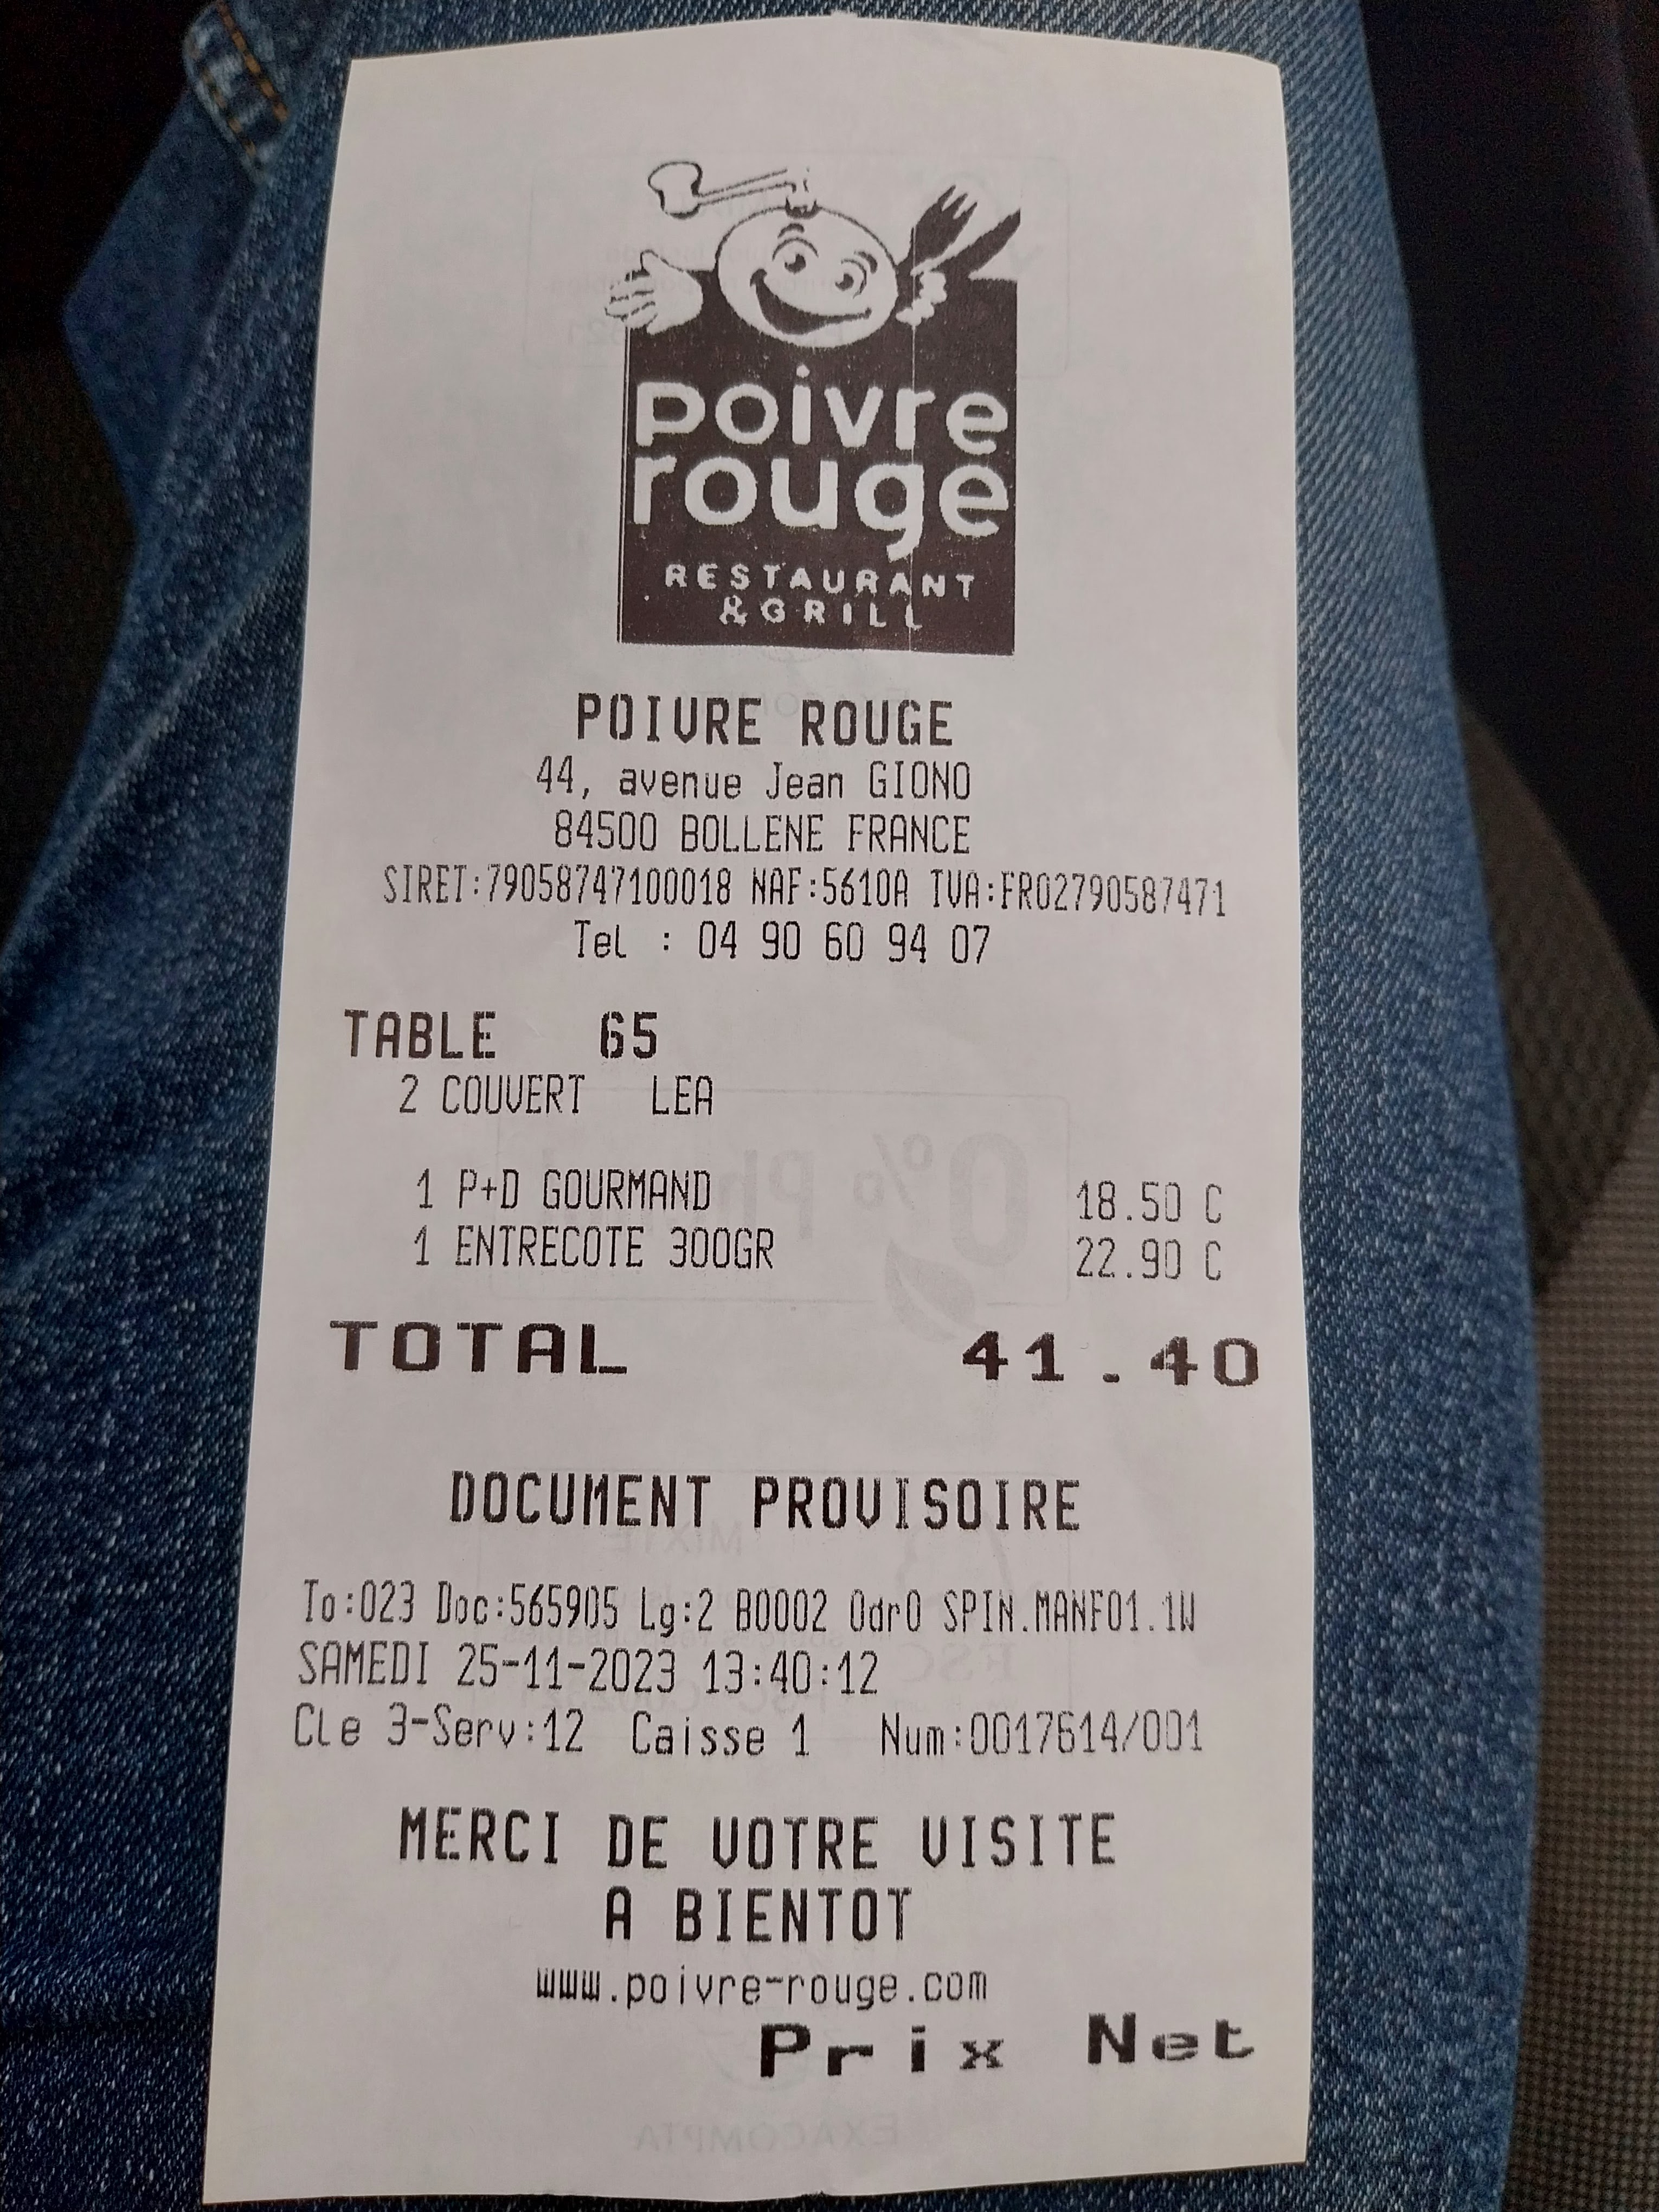 poivre
rouge
RESTAURANT
&GRILL
POIVRE ROUGE
44, avenue Jean GIONO
84500 BOLLENE FRANCE
SIRET:79058747100018 NAF:5610A TVA:FR02790587471
Tel : 04 90 60 94 07
TABLE 65
2 COUVERT LEA
1 P+D GOURMAND 18.50 C
1 ENTRECOTE 300GR 22.90 C
TOTAL 41.40
DOCUMENT PROVISOIRE
To:023 Doc:565905 Lg:2 B0002 Odr0 SPIN.MANF01.1W
SAMEDI 25-11-2023 13:40:12
Cle 3-Serv:12 Caisse 1 Num:0017614/001
MERCI DE VOTRE VISITE
A BIENTOT
www.poivre-rouge.com
Prix Net
EXACOMPTA